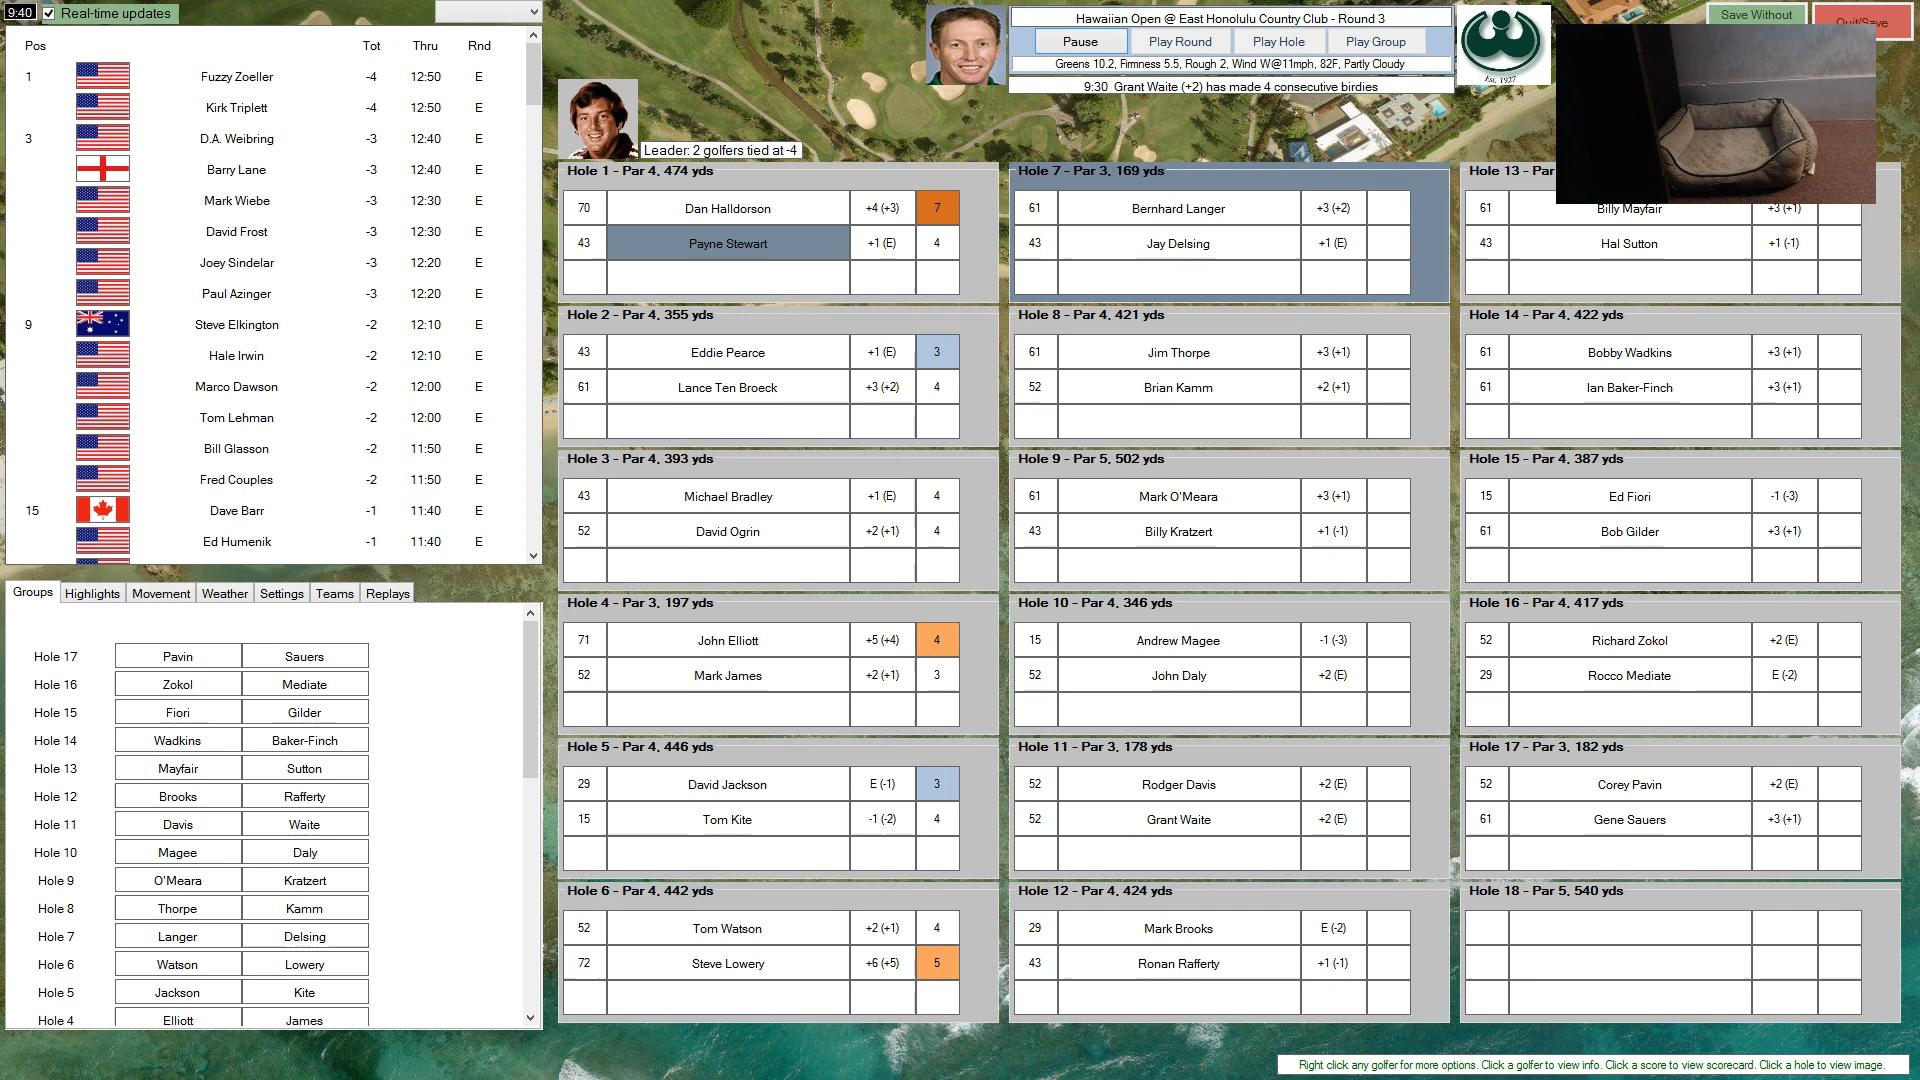 9:40 Real-time updates
Pos Tot Thru Rnd
1 Fuzzy Zoeller -4 12:50 E
Kirk Triplett -4 12:50 E
3 D.A. Weibring -3 12:40 E
Barry Lane -3 12:40 E
Mark Wiebe -3 12:30 E
David Frost -3 12:30 E
Joey Sindelar -3 12:20 E
Paul Azinger -3 12:20 E
9 Steve Elkington -2 12:10 E
Hale Irwin -2 12:10 E
Marco Dawson -2 12:00 E
Tom Lehman -2 12:00 E
Bill Glasson -2 11:50 E
Fred Couples -2 11:50 E
15 Dave Barr -1 11:40 E
Ed Humenik -1 11:40 E
Groups Highlights Movement Weather Settings Teams Replays
Hole 17 Pavin Sauers
Hole 16 Zokol Mediate
Hole 15 Fiori Gilder
Hole 14 Wadkins Baker-Finch
Hole 13 Mayfair Sutton
Hole 12 Brooks Rafferty
Hole 11 Davis Waite
Hole 10 Magee Daly
Hole 9 O'Meara Kratzert
Hole 8 Thorpe Kamm
Hole 7 Langer Delsing
Hole 6 Watson Lowery
Hole 5 Jackson Kite
Hole 4 Elliott James
Hawaiian Open @ East Honolulu Country Club - Round 3
Pause Play Round Play Hole Play Group
Greens 10.2, Firmness 5.5, Rough 2, Wind W@11mph, 82F, Partly Cloudy
9:30 Grant Waite (+2) has made 4 consecutive birdies
Est. 1927
Save Without
Quit/Save
Leader: 2 golfers tied at -4
Hole 1 - Par 4, 474 yds
70 Dan Halldorson +4 (+3) 7
43 Payne Stewart +1 (E) 4
Hole 2 - Par 4, 355 yds
43 Eddie Pearce +1 (E) 3
61 Lance Ten Broeck +3 (+2) 4
Hole 3 - Par 4, 393 yds
43 Michael Bradley +1 (E) 4
52 David Ogrin +2 (+1) 4
Hole 4 - Par 3, 197 yds
71 John Elliott +5 (+4) 4
52 Mark James +2 (+1) 3
Hole 5 - Par 4, 446 yds
29 David Jackson E (-1) 3
15 Tom Kite -1 (-2) 4
Hole 6 - Par 4, 442 yds
52 Tom Watson +2 (+1) 4
72 Steve Lowery +6 (+5) 5
Hole 7 - Par 3, 169 yds
61 Bernhard Langer +3 (+2)
43 Jay Delsing +1 (E)
Hole 8 - Par 4, 421 yds
61 Jim Thorpe +3 (+1)
52 Brian Kamm +2 (+1)
Hole 9 - Par 5, 502 yds
61 Mark O'Meara +3 (+1)
43 Billy Kratzert +1 (-1)
Hole 10 - Par 4, 346 yds
15 Andrew Magee -1 (-3)
52 John Daly +2 (E)
Hole 11 - Par 3, 178 yds
52 Rodger Davis +2 (E)
52 Grant Waite +2 (E)
Hole 12 - Par 4, 424 yds
29 Mark Brooks E (-2)
43 Ronan Rafferty +1 (-1)
Hole 13 - Par
61 Billy Mayfair +3 (+1)
43 Hal Sutton +1 (-1)
Hole 14 - Par 4, 422 yds
61 Bobby Wadkins +3 (+1)
61 Ian Baker-Finch +3 (+1)
Hole 15 - Par 4, 387 yds
15 Ed Fiori -1 (-3)
61 Bob Gilder +3 (+1)
Hole 16 - Par 4, 417 yds
52 Richard Zokol +2 (E)
29 Rocco Mediate E (-2)
Hole 17 - Par 3, 182 yds
52 Corey Pavin +2 (E)
61 Gene Sauers +3 (+1)
Hole 18 - Par 5, 540 yds
Right click any golfer for more options. Click a golfer to view info. Click a score to view scorecard. Click a hole to view image.